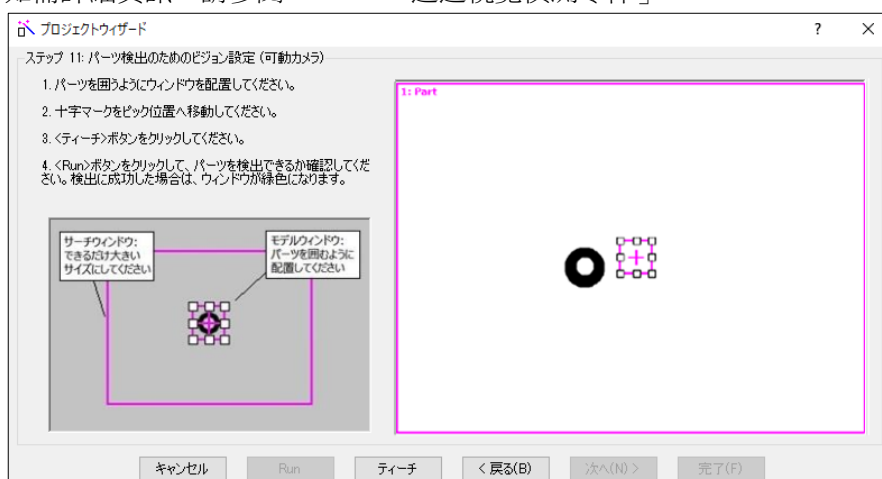 プロジェクトウィザード
?
×
ステップ 11: パーツ検出のためのビジョン設定 (可動カメラ)
1. パーツを囲うようにウィンドウを配置してください。
2. 十字マークをピック位置へ移動してください。
3. <ティーチ>ボタンをクリックしてください。
4. <Run>ボタンをクリックして、パーツを検出できるか確認してくだ
さい。検出に成功した場合は、ウィンドウが緑色になります。
サーチウィンドウ:
できるだけ大きい
サイズにしてください
モデルウィンドウ:
パーツを囲むように
配置してください
1: Part
キャンセル
Run
ティーチ
< 戻る(B)
次へ(N) >
完了(F)